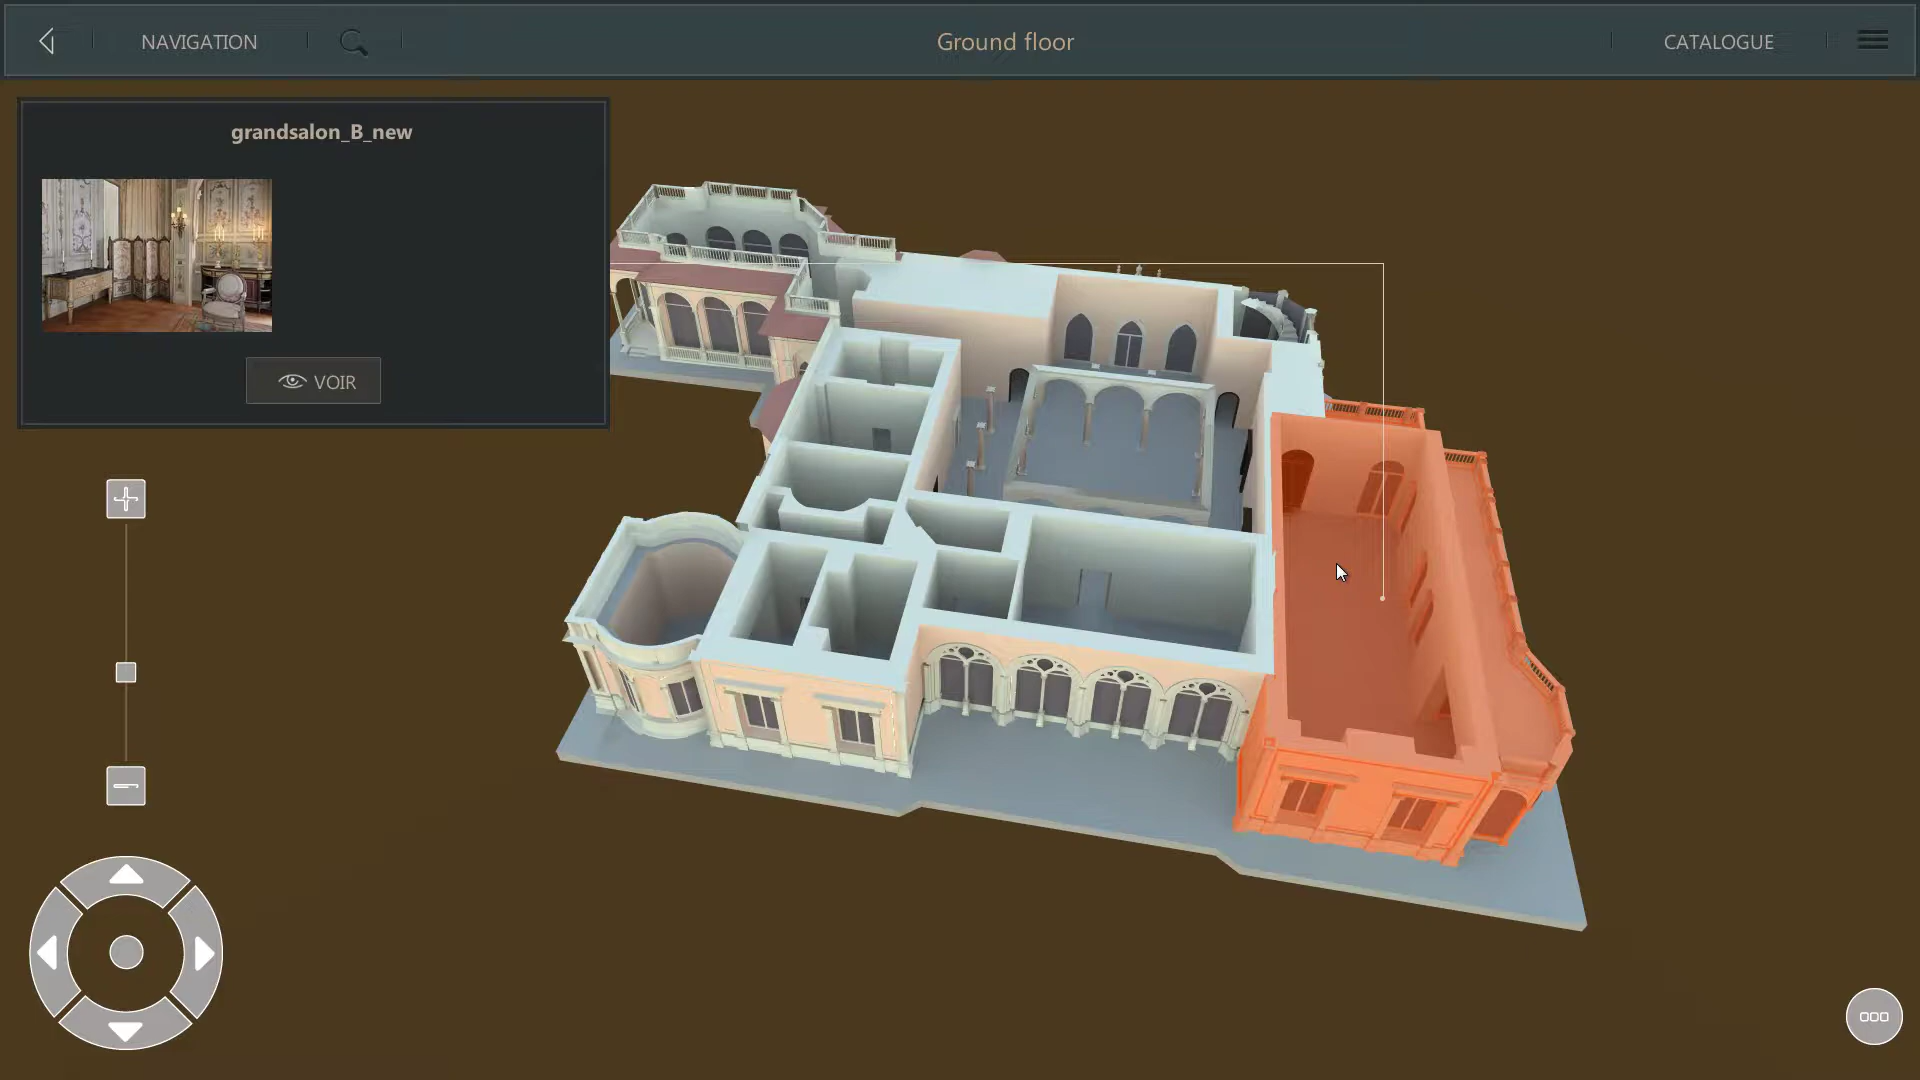 NAVIGATION
Ground floor
CATALOGUE
grandsalon_B_new
VOIR